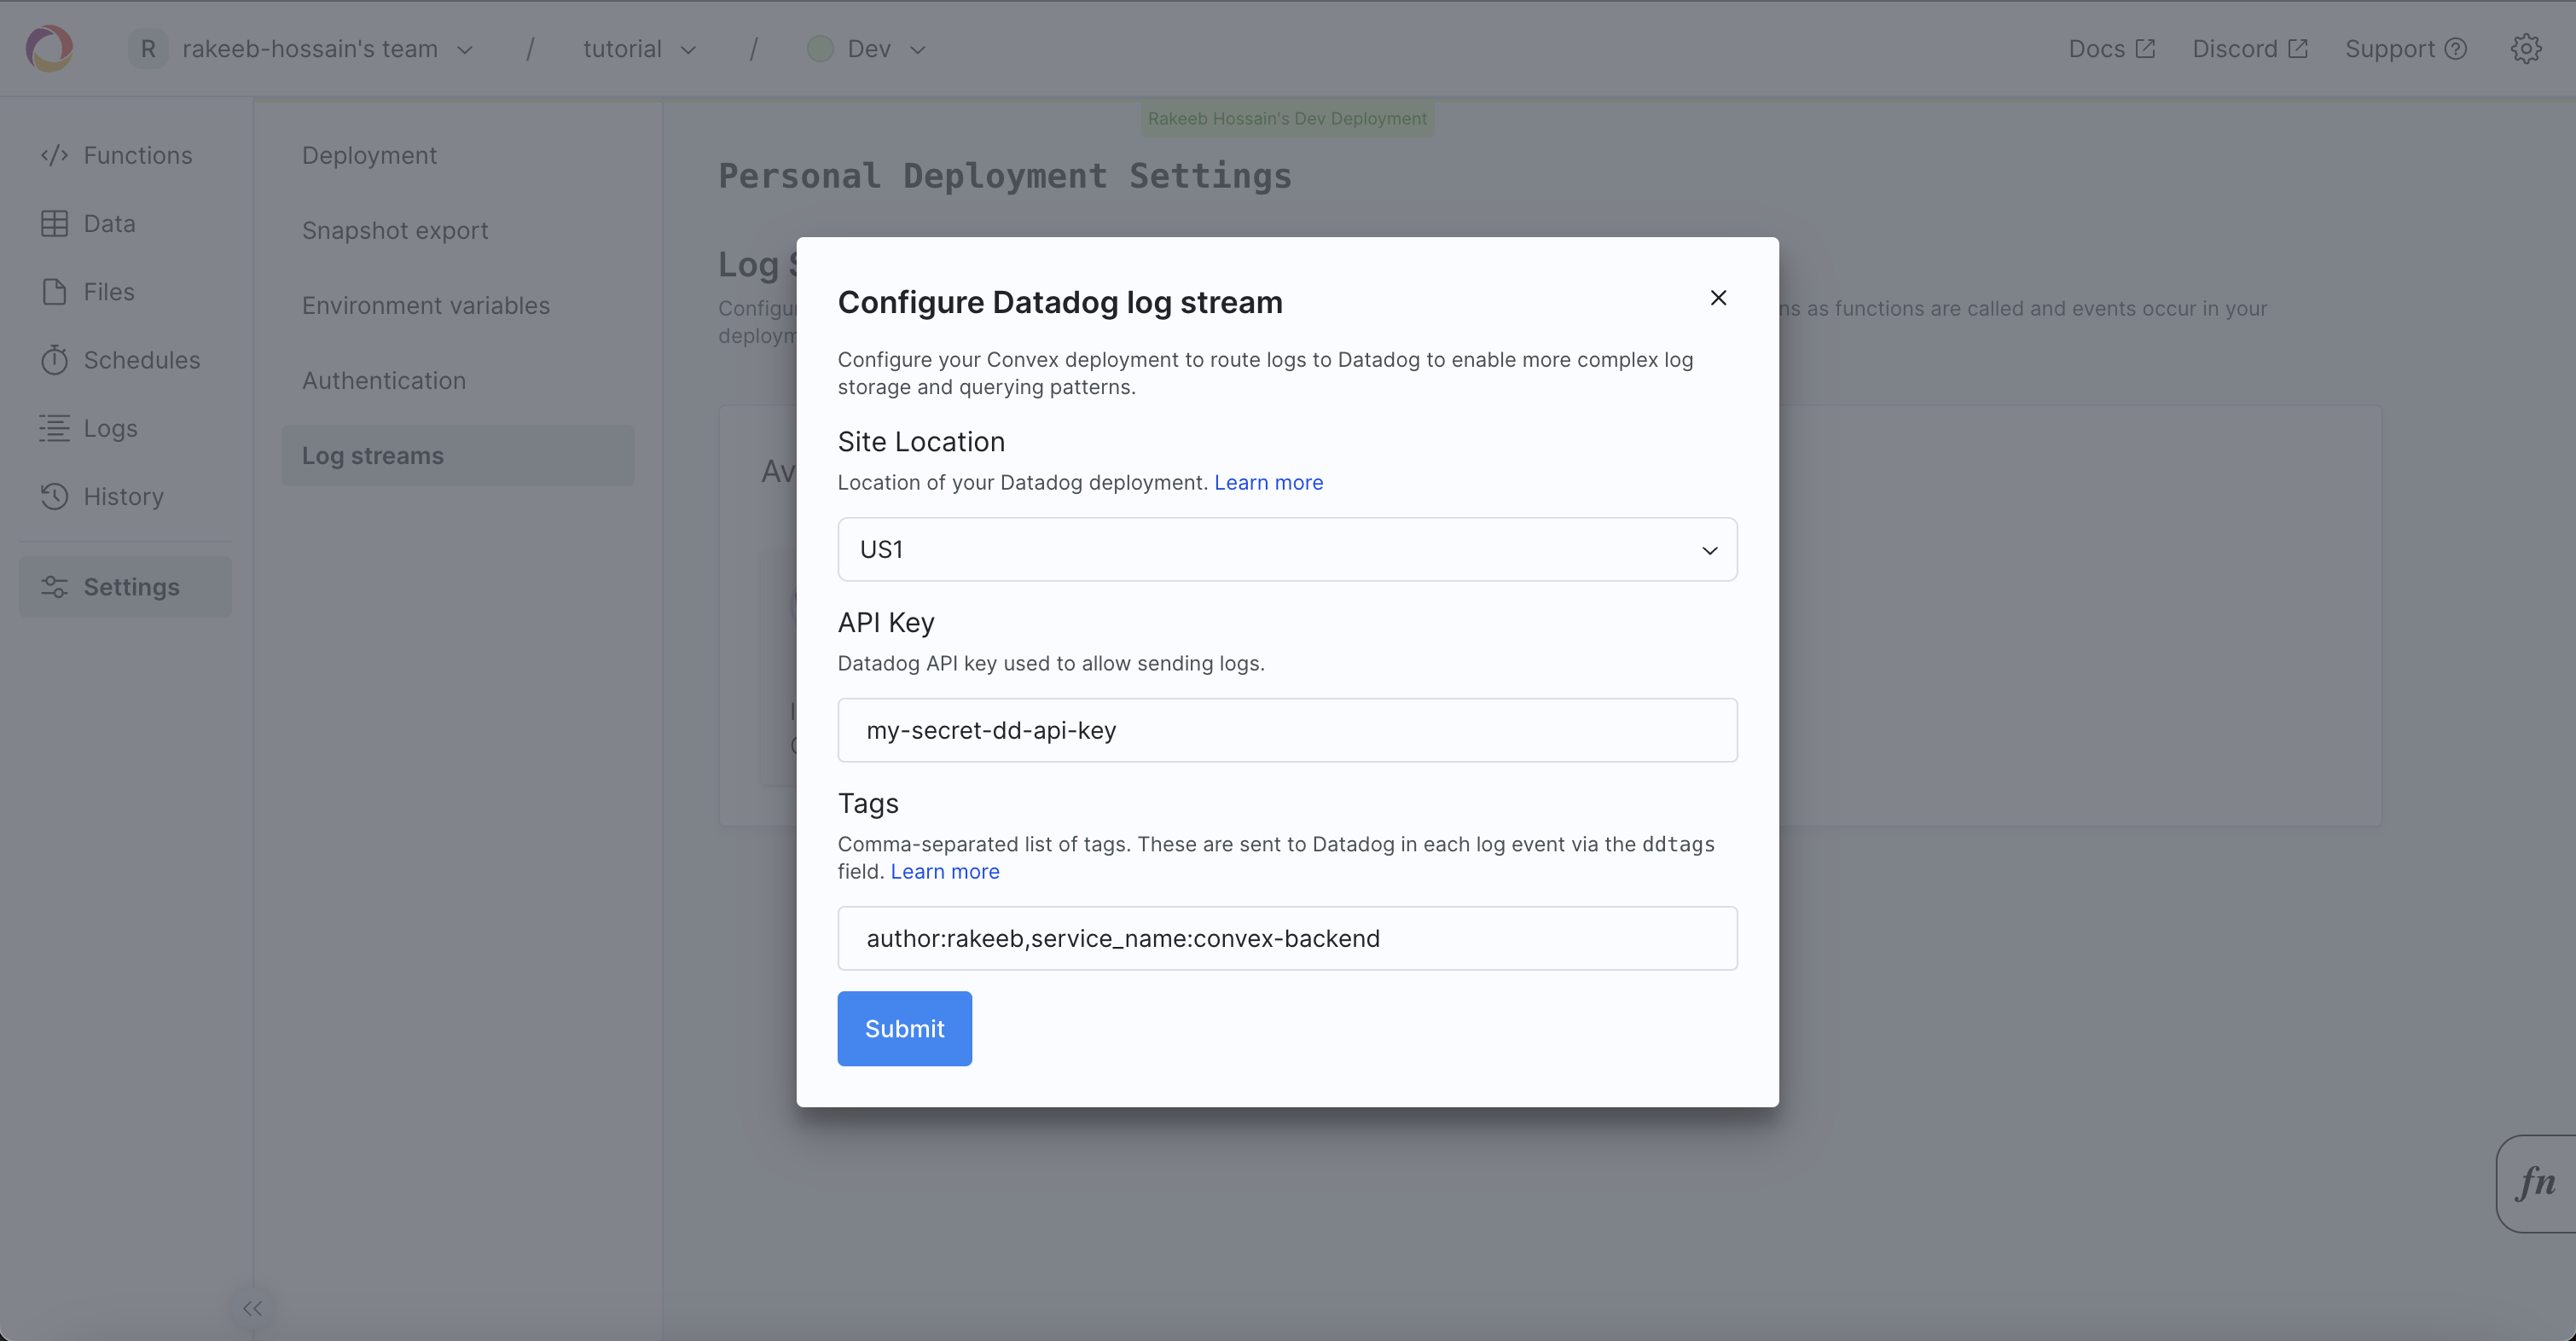 R rakeeb-hossain's team / tutorial / Dev Docs Discord Support
Rakeeb Hossain's Dev Deployment
Functions
Data
Files
Schedules
Logs
History
Settings
Deployment
Snapshot export
Environment variables
Authentication
Log streams
Personal Deployment Settings
Log
ns as functions are called and events occur in your
Configure Datadog log stream
Configure your Convex deployment to route logs to Datadog to enable more complex log
storage and querying patterns.
Site Location
Location of your Datadog deployment. Learn more
US1
API Key
Datadog API key used to allow sending logs.
my-secret-dd-api-key
Tags
Comma-separated list of tags. These are sent to Datadog in each log event via the ddtags
field. Learn more
author:rakeeb,service_name:convex-backend
Submit
fn